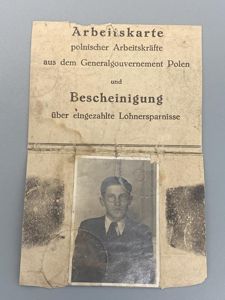 Arbeitskarte
polnischer Arbeitskräfte
aus dem Generalgouvernement Polen
und
Bescheinigung
über eingezahlte Lohnersparnisse